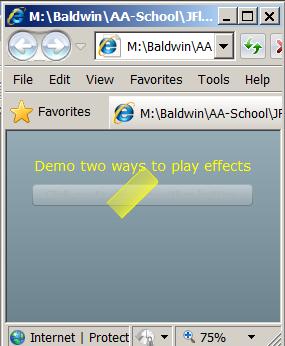 M:\Baldwin\AA-School\JFl...
M:\Baldwin\AA
File Edit View Favorites Tools Help
Favorites
M:\Baldwin\AA-School\JF
Demo two ways to play effects
Internet | Protect
75%